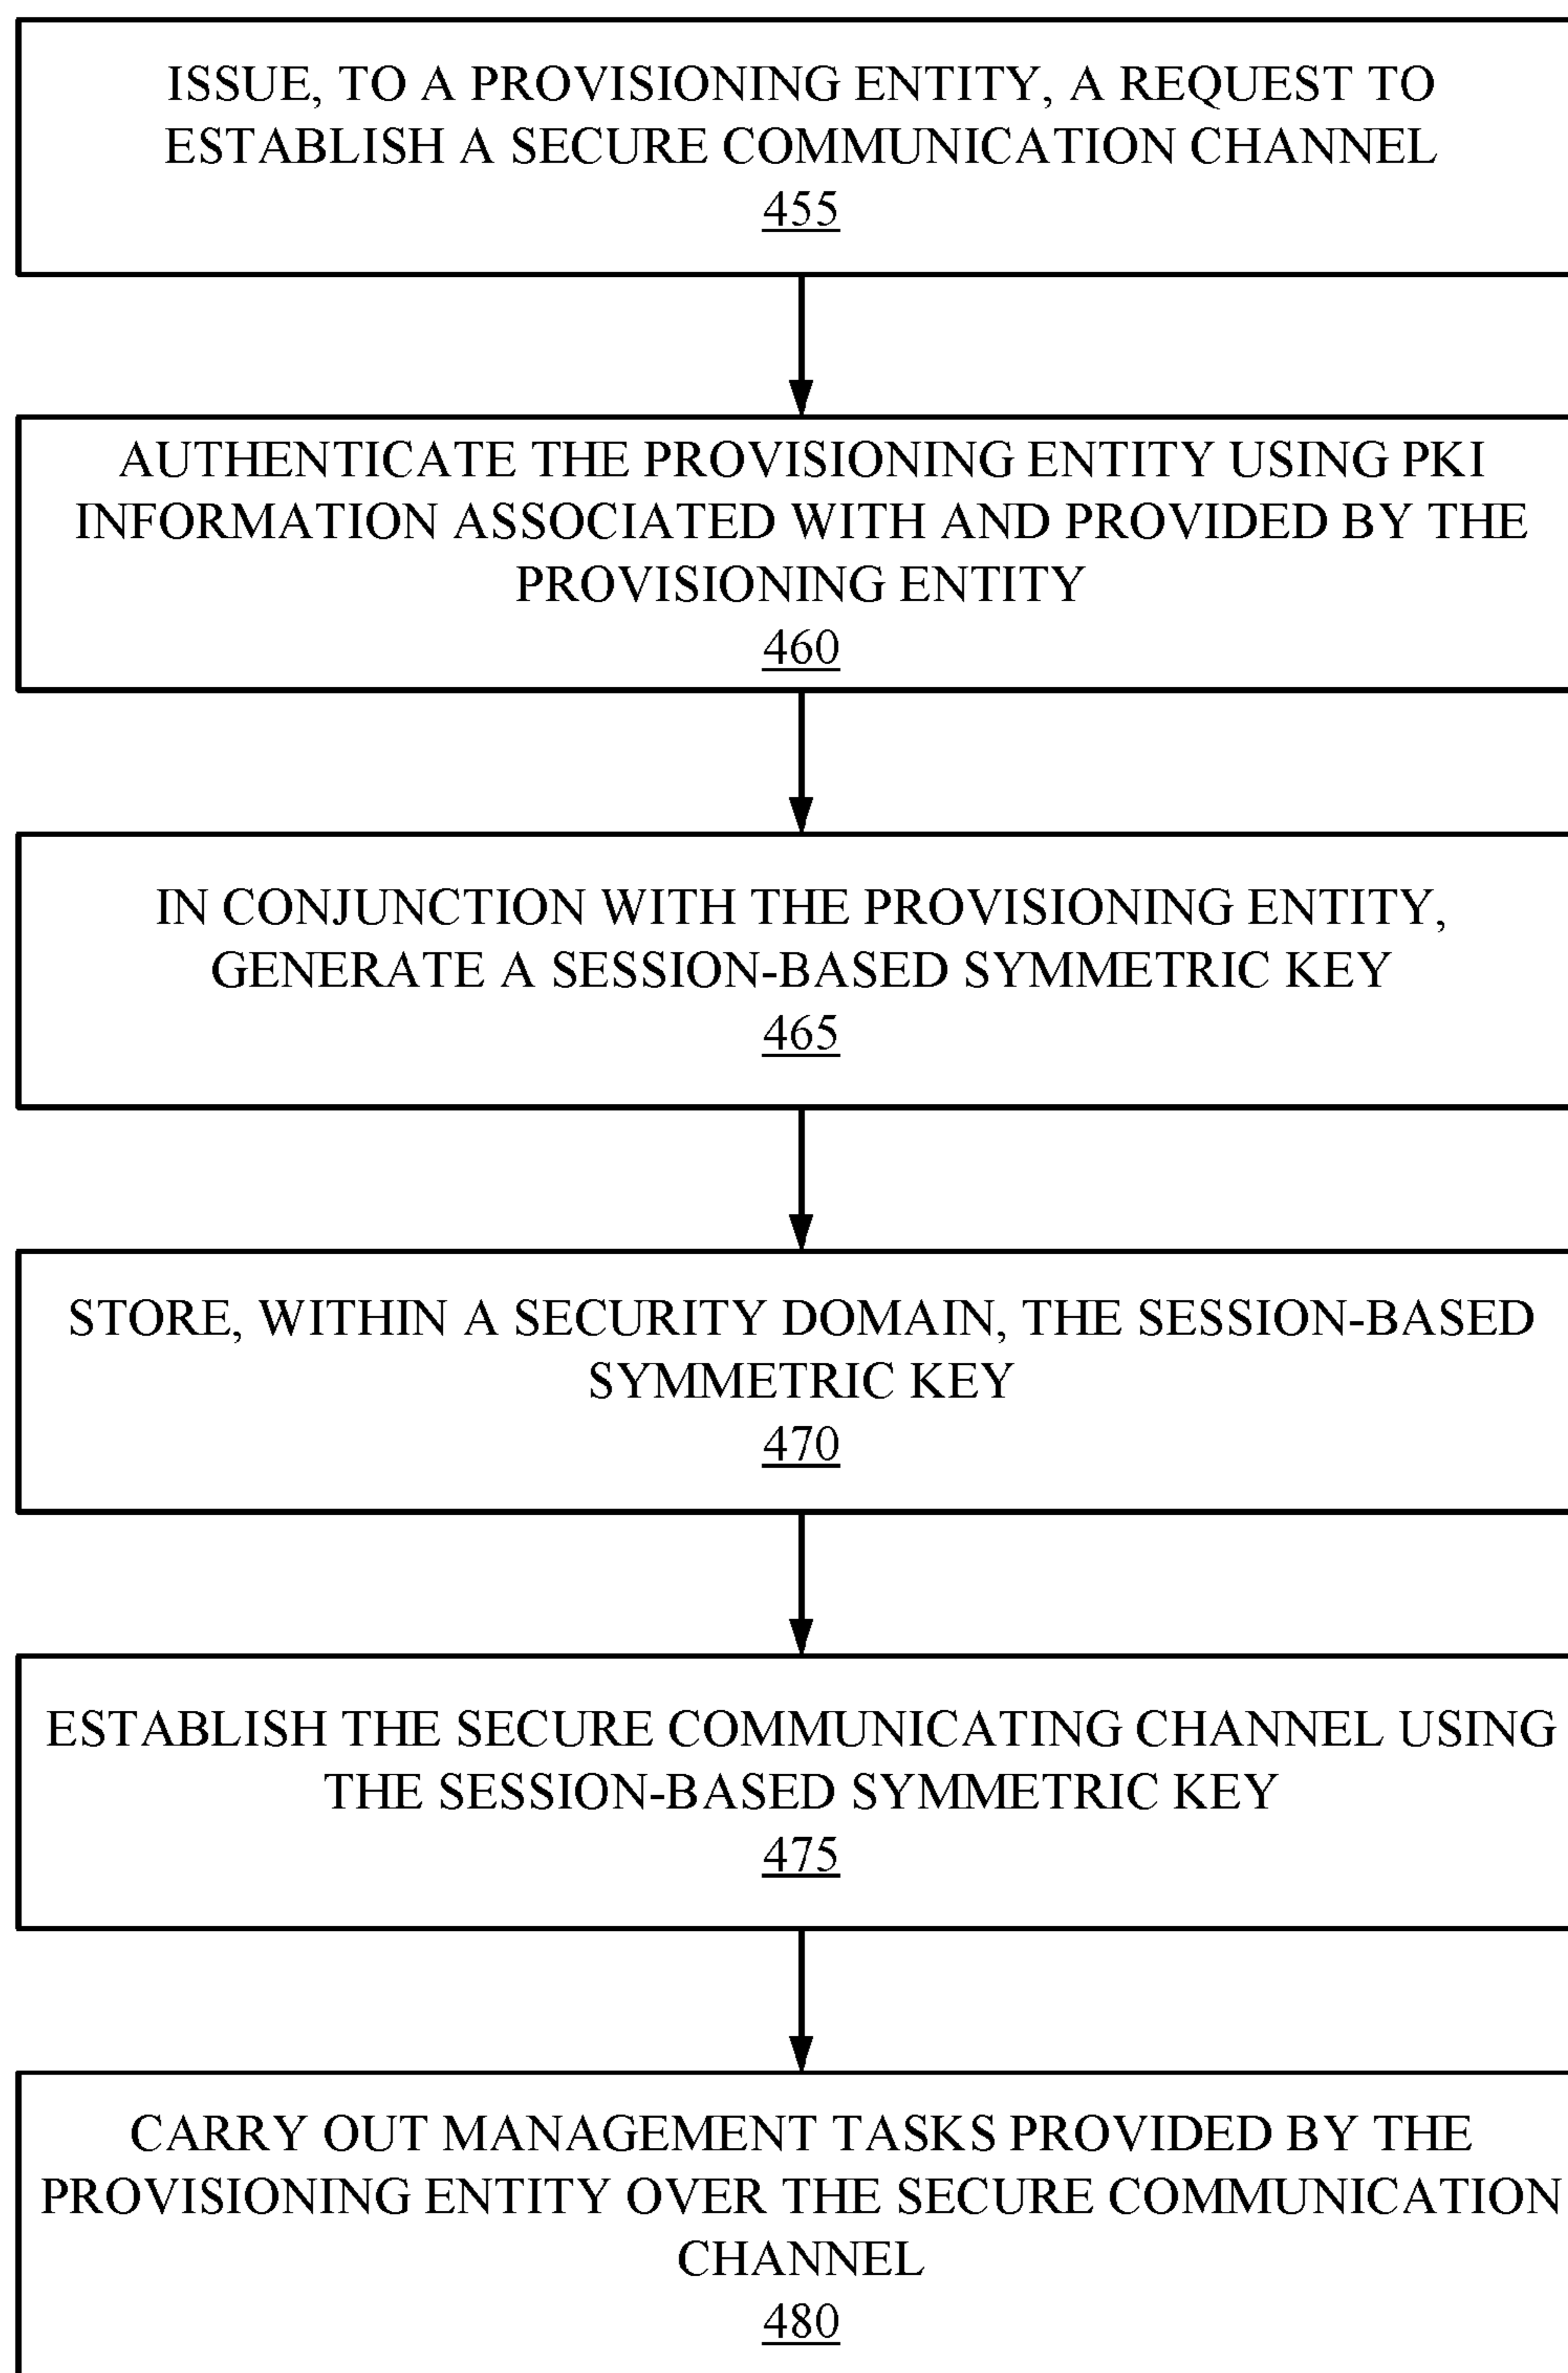 ISSUE, TO A PROVISIONING ENTITY, A REQUEST TO
ESTABLISH A SECURE COMMUNICATION CHANNEL
455
AUTHENTICATE THE PROVISIONING ENTITY USING PKI
INFORMATION ASSOCIATED WITH AND PROVIDED BY THE
PROVISIONING ENTITY
460
IN CONJUNCTION WITH THE PROVISIONING ENTITY,
GENERATE A SESSION-BASED SYMMETRIC KEY
465
STORE, WITHIN A SECURITY DOMAIN, THE SESSION-BASED
SYMMETRIC KEY
470
ESTABLISH THE SECURE COMMUNICATING CHANNEL USING
THE SESSION-BASED SYMMETRIC KEY
475
CARRY OUT MANAGEMENT TASKS PROVIDED BY THE
PROVISIONING ENTITY OVER THE SECURE COMMUNICATION
CHANNEL
480